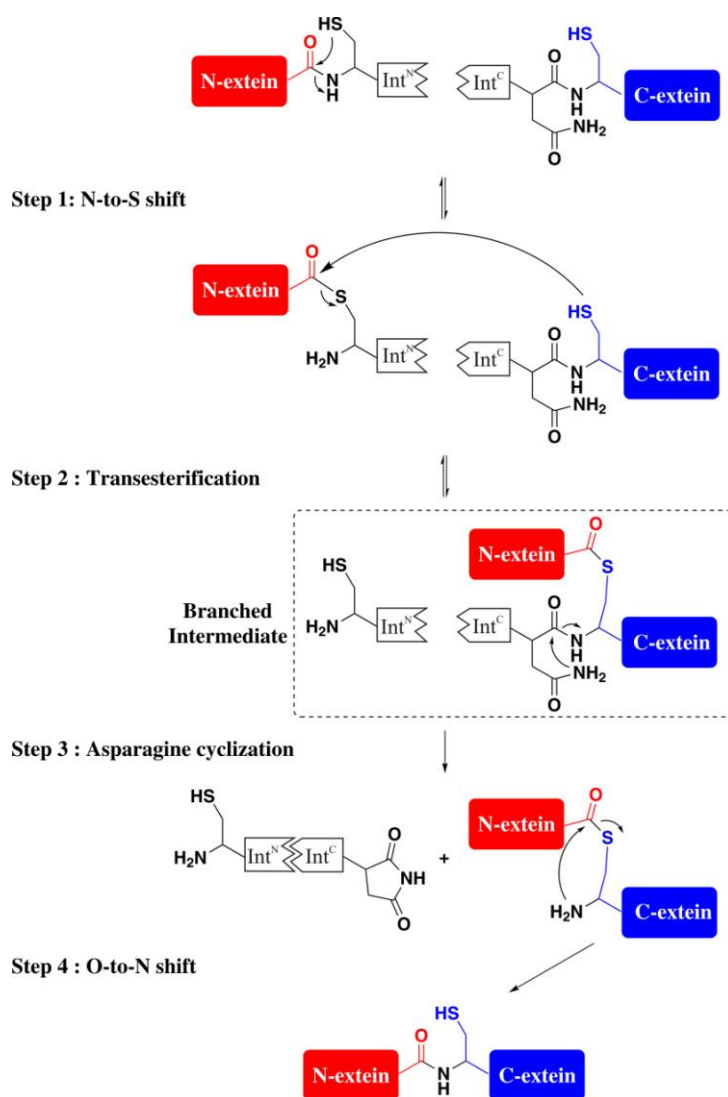 HS
O
N-extein
N
H
Int^N
HS
O
Int^C
N
H
C-extein
NH2
O
Step 1: N-to-S shift
O
N-extein
S
H2N
Int^N
HS
O
Int^C
N
H
C-extein
NH2
O
Step 2 : Transesterification
O
N-extein
S
HS
Branched
Intermediate
H2N
Int^N
O
Int^C
N
H
C-extein
NH2
O
Step 3 : Asparagine cyclization
HS
H2N
Int^N
Int^C
O
NH
O
+
O
N-extein
S
H2N
C-extein
Step 4 : O-to-N shift
HS
O
N-extein
N
H
C-extein